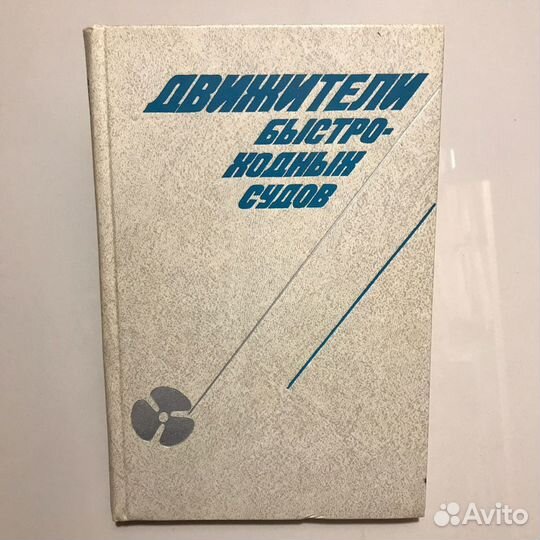 ДВИЖИТЕЛИ
БЫСТРО-
ХОДНЫХ
СУДОВ
Avito